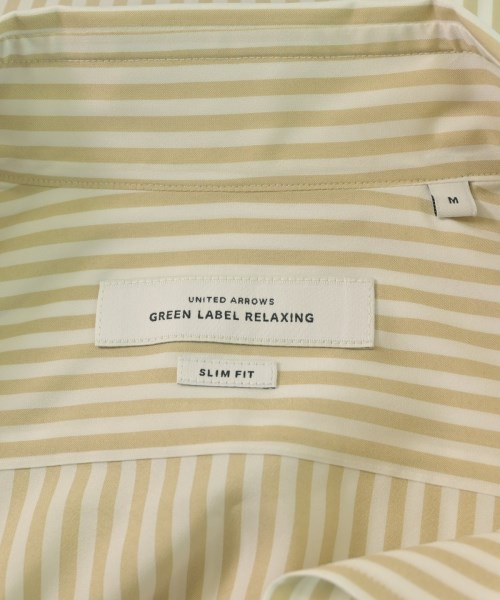 M
UNITED ARROWS
GREEN LABEL RELAXING
SLIM FIT